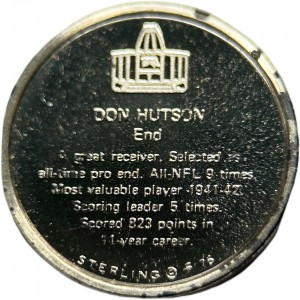 DON HUTSON
End
A great receiver. Selected as
all-time pro end. All-NFL 9 times.
Most valuable player 1941-42.
Scoring leader 5 times.
Scored 823 points in
11-year career.
STERLING © F 76